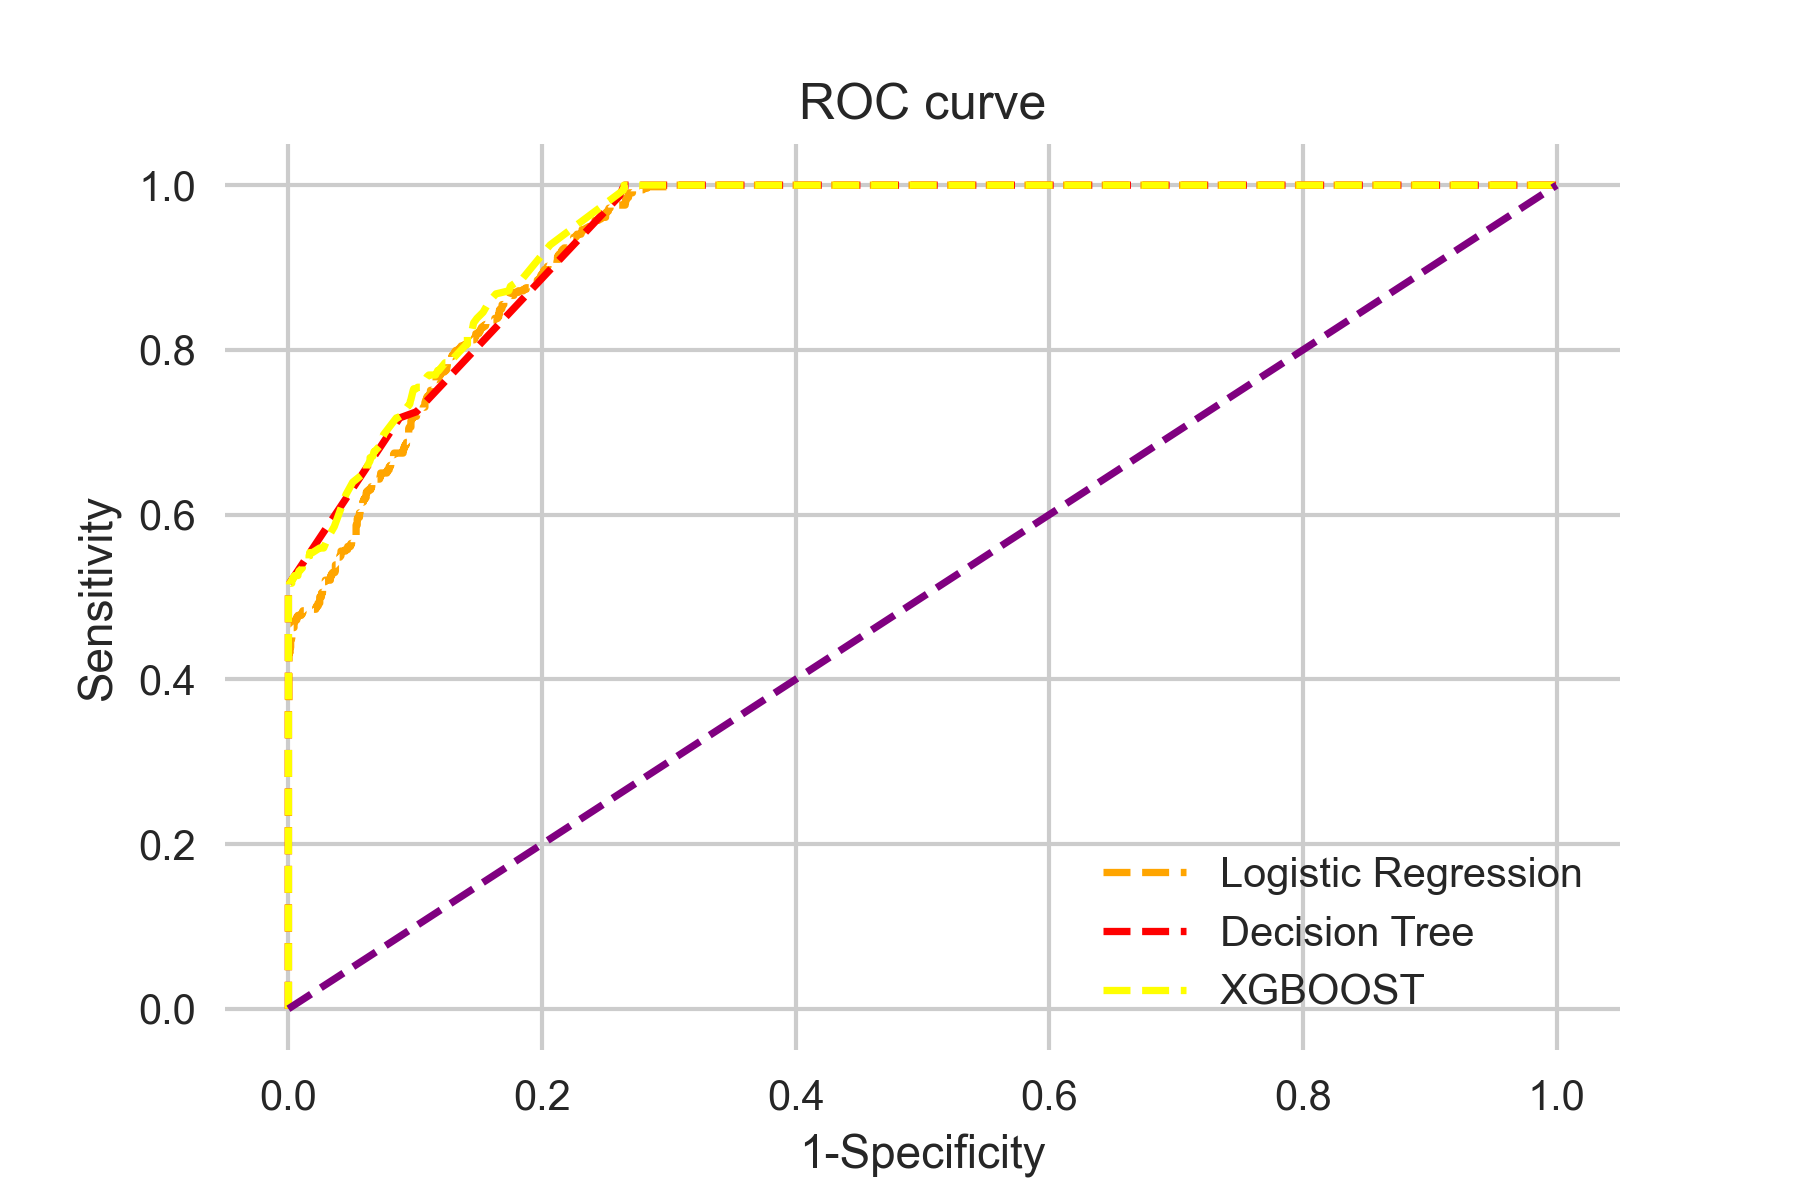 ROC curve
1.0
0.8
0.6
0.4
0.2
0.0
Sensitivity
Logistic Regression
Decision Tree
XGBOOST
0.0 0.2 0.4 0.6 0.8 1.0
1-Specificity